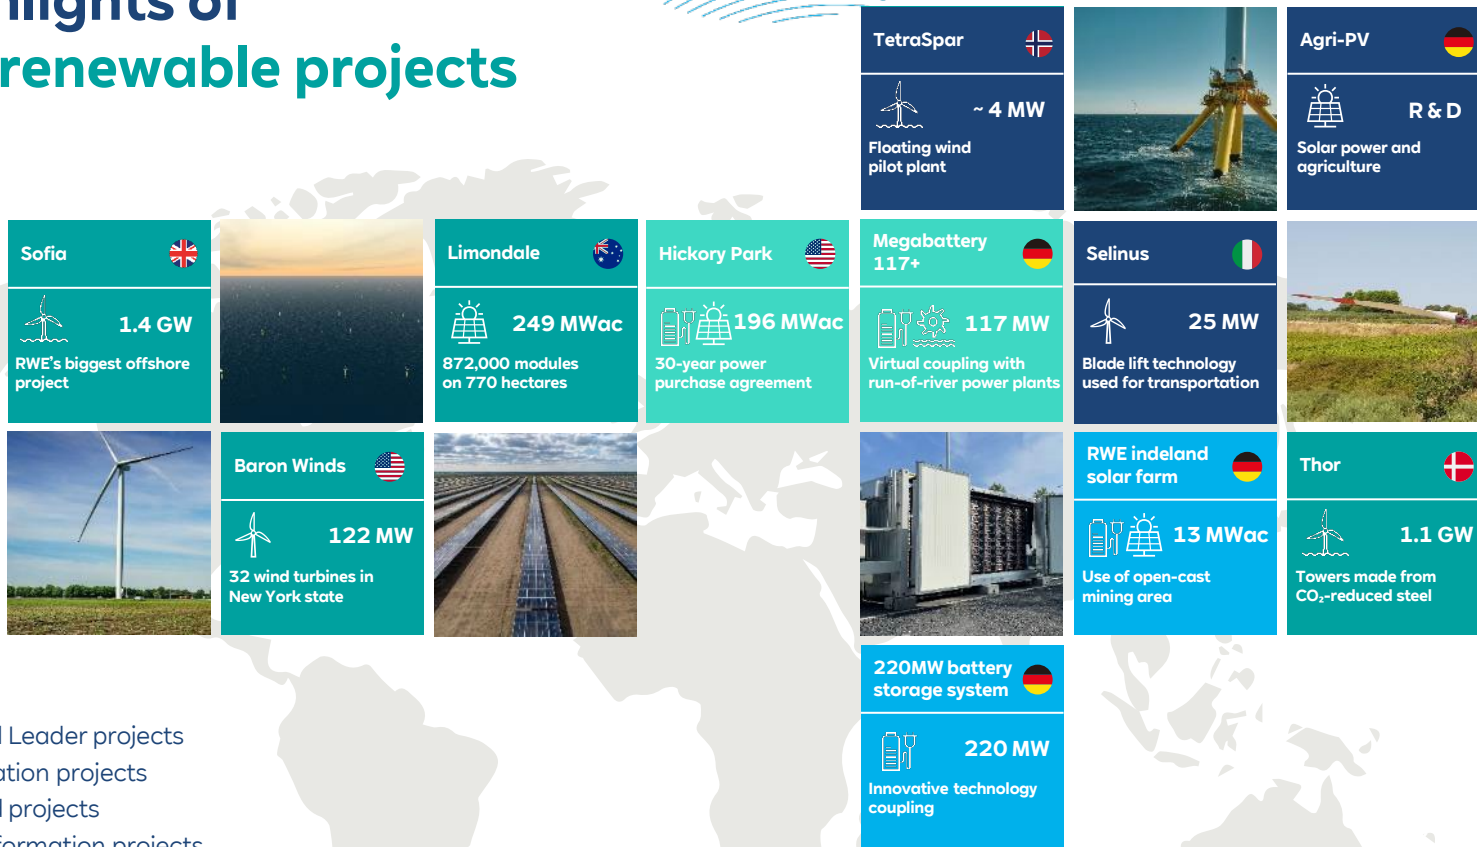 renewable projects
TetraSpar
~ 4 MW
Floating wind
pilot plant
Agri-PV
R & D
Solar power and
agriculture
Sofia
1.4 GW
RWE's biggest offshore
project
Limondale
249 MWac
872,000 modules
on 770 hectares
Hickory Park
196 MWac
30-year power
purchase agreement
Megabattery
117+
117 MW
Virtual coupling with
run-of-river power plants
Selinus
25 MW
Blade lift technology
used for transportation
Baron Winds
122 MW
32 wind turbines in
New York state
RWE indeland
solar farm
13 MWac
Use of open-cast
mining area
Thor
1.1 GW
Towers made from
CO₂-reduced steel
220MW battery
storage system
220 MW
Innovative technology
coupling
Leader projects
projects
projects
projects